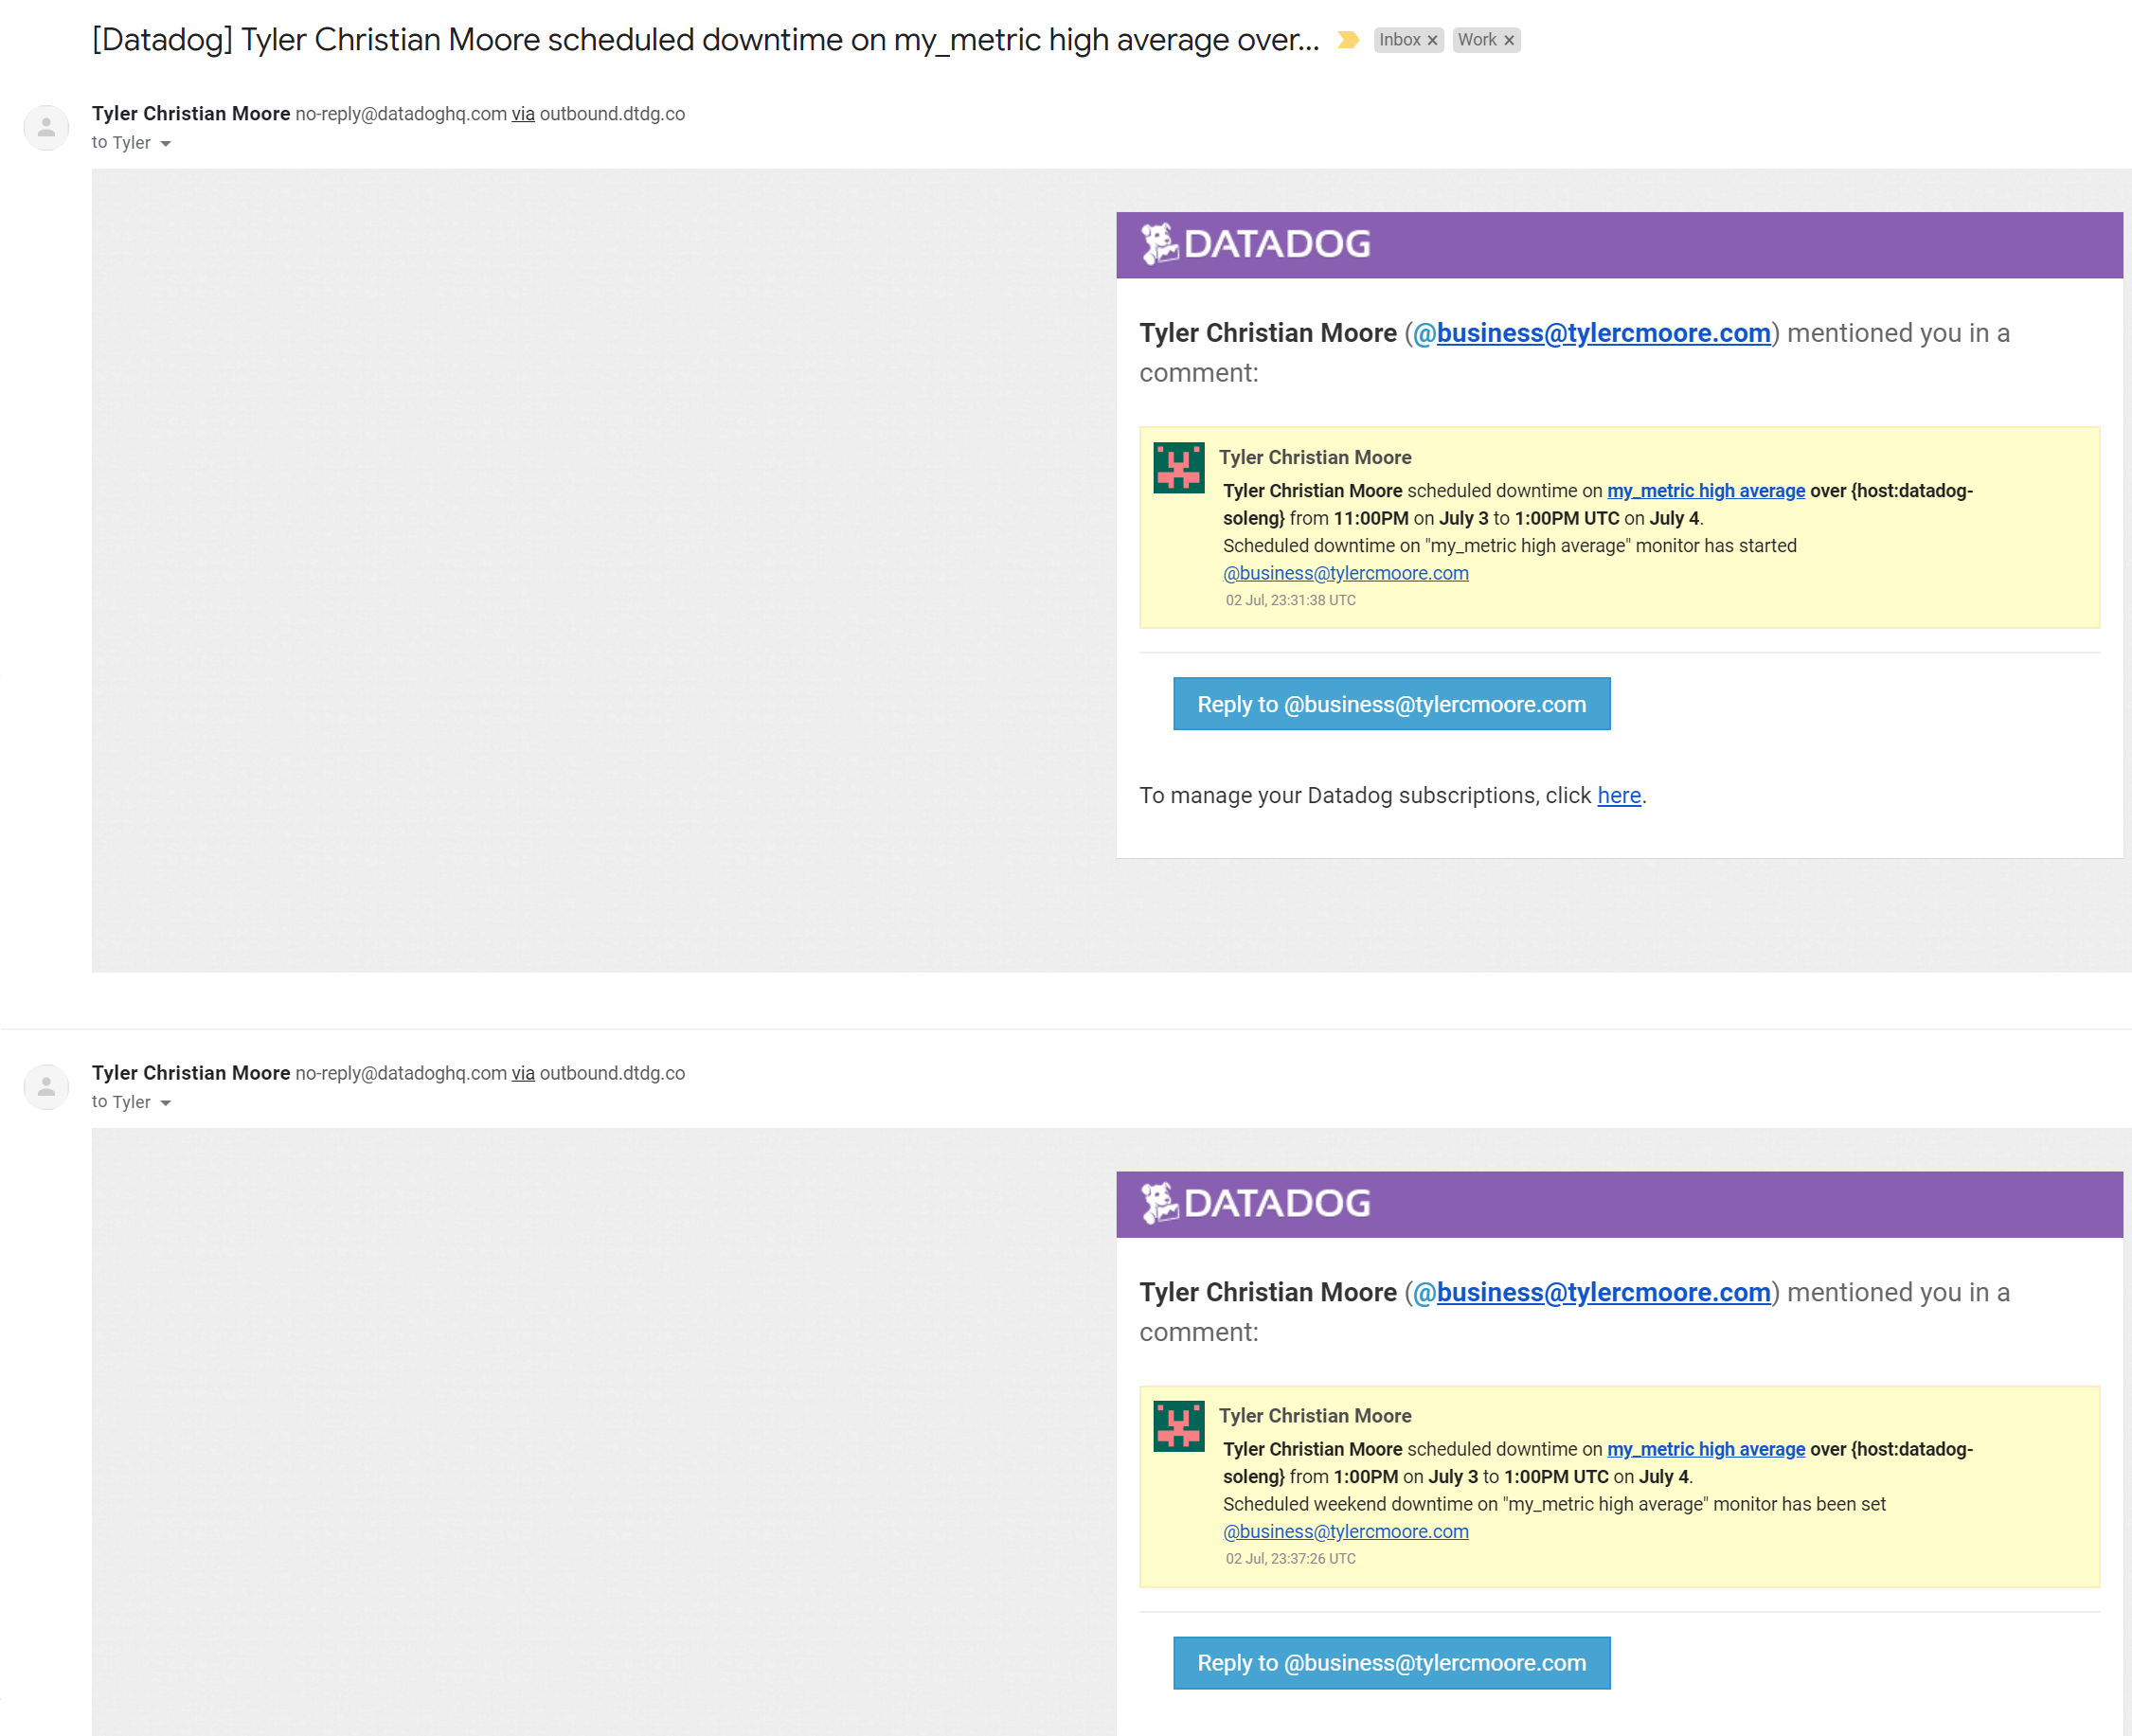 [Datadog] Tyler Christian Moore scheduled downtime on my_metric high average over... Inbox × Work ×
Tyler Christian Moore no-reply@datadoghq.com via outbound.dtdg.co
to Tyler
DATADOG
Tyler Christian Moore (@business@tylercmoore.com) mentioned you in a
comment:
Tyler Christian Moore
Tyler Christian Moore scheduled downtime on my_metric high average over {host:datadog-
soleng} from 11:00PM on July 3 to 1:00PM UTC on July 4.
Scheduled downtime on "my_metric high average" monitor has started
@business@tylercmoore.com
02 Jul, 23:31:38 UTC
Reply to @business@tylercmoore.com
To manage your Datadog subscriptions, click here.
Tyler Christian Moore no-reply@datadoghq.com via outbound.dtdg.co
to Tyler
DATADOG
Tyler Christian Moore (@business@tylercmoore.com) mentioned you in a
comment:
Tyler Christian Moore
Tyler Christian Moore scheduled downtime on my_metric high average over {host:datadog-
soleng} from 1:00PM on July 3 to 1:00PM UTC on July 4.
Scheduled weekend downtime on "my_metric high average" monitor has been set
@business@tylercmoore.com
02 Jul, 23:37:26 UTC
Reply to @business@tylercmoore.com